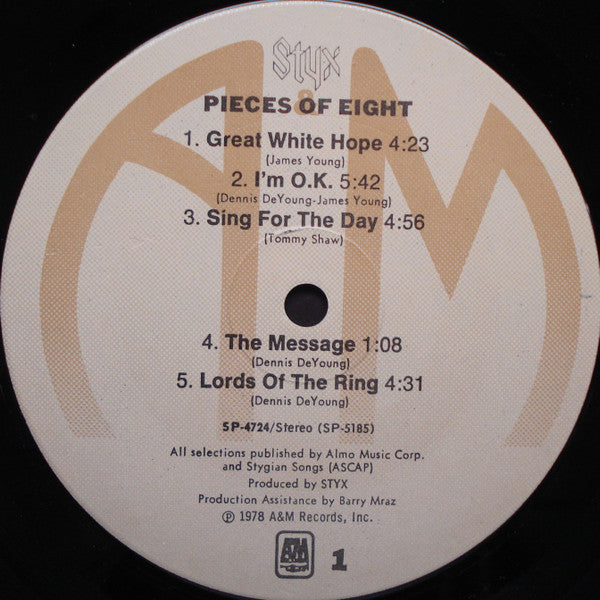 Styx
PIECES OF EIGHT
1. Great White Hope 4:23
(James Young)
2. I'm O.K. 5:42
(Dennis DeYoung-James Young)
3. Sing For The Day 4:56
(Tommy Shaw)
4. The Message 1:08
(Dennis DeYoung)
5. Lords Of The Ring 4:31
(Dennis DeYoung)
SP-4724/Stereo (SP-5185)
All selections published by Almo Music Corp.
and Stygian Songs (ASCAP)
Produced by STYX
Production Assistance by Barry Mraz
℗ 1978 A&M Records, Inc.
A&M 1